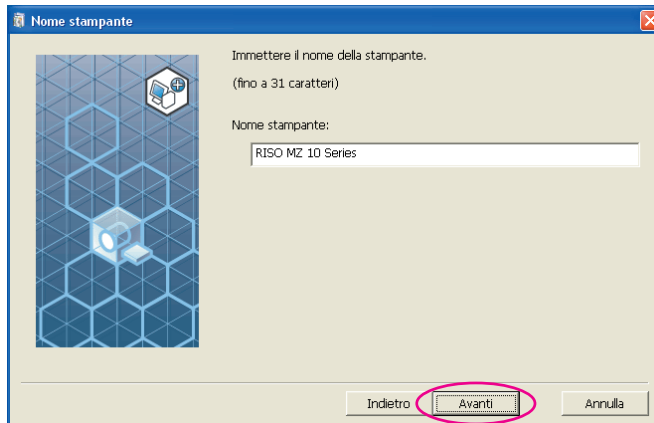 Nome stampante
Immettere il nome della stampante.
(fino a 31 caratteri)
Nome stampante:
RISO MZ 10 Series
Indietro Avanti Annulla